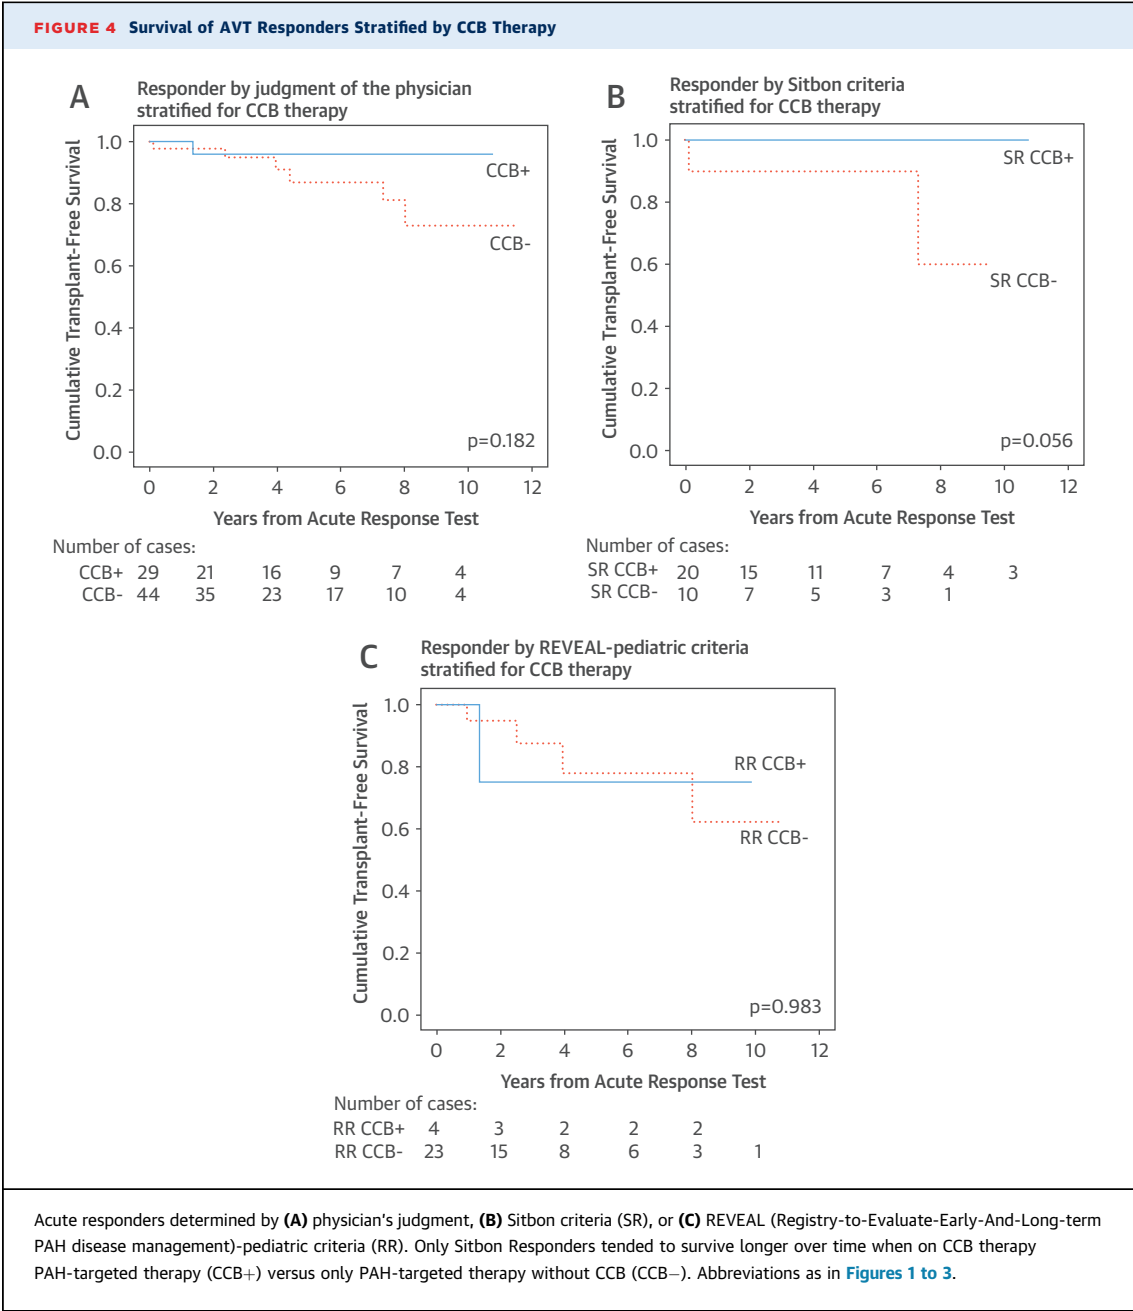 FIGURE 4 Survival of AVT Responders Stratified by CCB Therapy
A
Responder by judgment of the physician
stratified for CCB therapy
Cumulative Transplant-Free Survival
1.0
0.8
0.6
0.4
0.2
0.0
CCB+
CCB-
p=0.182
0 2 4 6 8 10 12
Years from Acute Response Test
Number of cases:
CCB+ 29 21 16 9 7 4
CCB- 44 35 23 17 10 4
B
Responder by Sitbon criteria
stratified for CCB therapy
Cumulative Transplant-Free Survival
1.0
0.8
0.6
0.4
0.2
0.0
SR CCB+
SR CCB-
p=0.056
0 2 4 6 8 10 12
Years from Acute Response Test
Number of cases:
SR CCB+ 20 15 11 7 4 3
SR CCB- 10 7 5 3 1
C
Responder by REVEAL-pediatric criteria
stratified for CCB therapy
Cumulative Transplant-Free Survival
1.0
0.8
0.6
0.4
0.2
0.0
RR CCB+
RR CCB-
p=0.983
0 2 4 6 8 10 12
Years from Acute Response Test
Number of cases:
RR CCB+ 4 3 2 2 2
RR CCB- 23 15 8 6 3 1
Acute responders determined by (A) physician's judgment, (B) Sitbon criteria (SR), or (C) REVEAL (Registry-to-Evaluate-Early-And-Long-term
PAH disease management)-pediatric criteria (RR). Only Sitbon Responders tended to survive longer over time when on CCB therapy
PAH-targeted therapy (CCB+) versus only PAH-targeted therapy without CCB (CCB−). Abbreviations as in Figures 1 to 3.